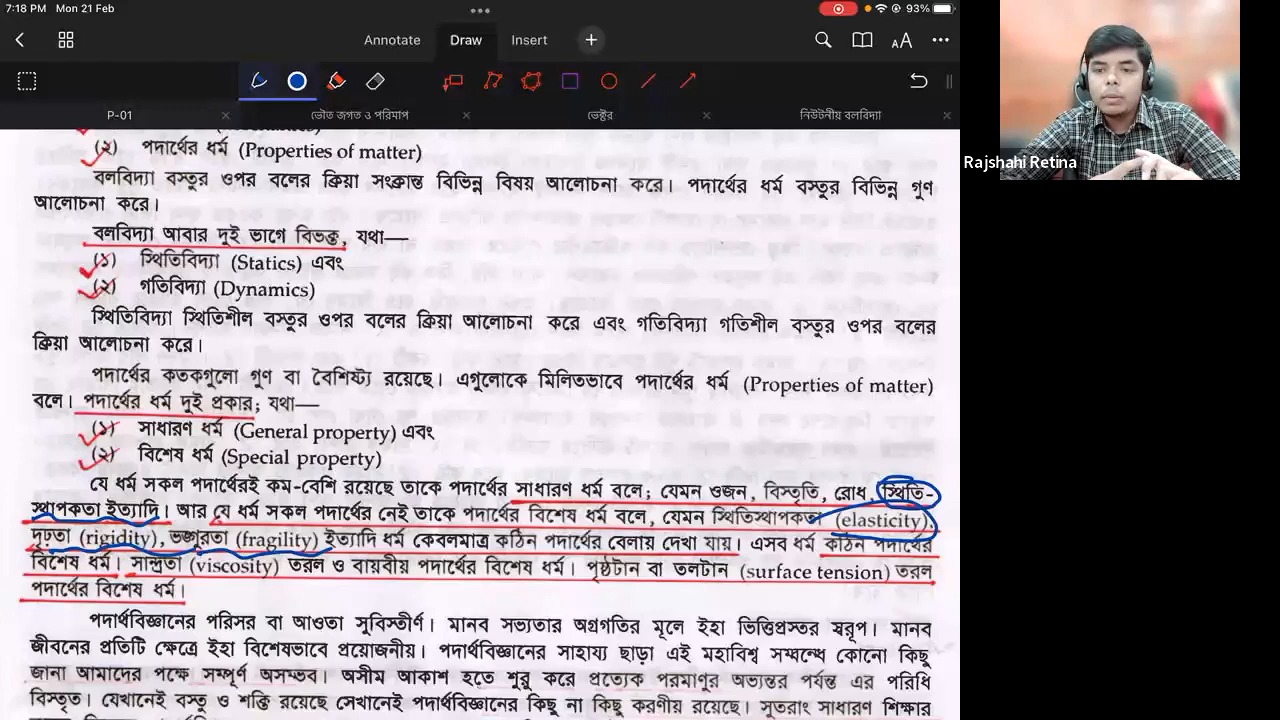 7:18 PM Mon 21 Feb
93%
Annotate Draw Insert
P-01 ভৌত জগত ও পরিমাপ ভেক্টর নিউটনীয় বলবিদ্যা
(২) পদার্থের ধর্ম (Properties of matter)
বলবিদ্যা বস্তুর ওপর বলের ক্রিয়া সংক্রান্ত বিভিন্ন বিষয় আলোচনা করে। পদার্থের ধর্ম বস্তুর বিভিন্ন গুণ
আলোচনা করে।
বলবিদ্যা আবার দুই ভাগে বিভক্ত, যথা—
(১) স্থিতিবিদ্যা (Statics) এবং
(২) গতিবিদ্যা (Dynamics)
স্থিতিবিদ্যা স্থিতিশীল বস্তুর ওপর বলের ক্রিয়া আলোচনা করে এবং গতিবিদ্যা গতিশীল বস্তুর ওপর বলের
ক্রিয়া আলোচনা করে।
পদার্থের কতকগুলো গুণ বা বৈশিষ্ট্য রয়েছে। এগুলোকে মিলিতভাবে পদার্থের ধর্ম (Properties of matter)
বলে। পদার্থের ধর্ম দুই প্রকার; যথা—
(১) সাধারণ ধর্ম (General property) এবং
(২) বিশেষ ধর্ম (Special property)
যে ধর্ম সকল পদার্থেরই কম-বেশি রয়েছে তাকে পদার্থের সাধারণ ধর্ম বলে; যেমন ওজন, বিস্তৃতি, রোধ, স্থিতি-
স্থাপকতা ইত্যাদি। আর যে ধর্ম সকল পদার্থের নেই তাকে পদার্থের বিশেষ ধর্ম বলে, যেমন স্থিতিস্থাপকতা (elasticity),
দৃঢ়তা (rigidity), ভঙ্গুরতা (fragility) ইত্যাদি ধর্ম কেবলমাত্র কঠিন পদার্থের বেলায় দেখা যায়। এসব ধর্ম কঠিন পদার্থের
বিশেষ ধর্ম। সান্দ্রতা (viscosity) তরল ও বায়বীয় পদার্থের বিশেষ ধর্ম। পৃষ্ঠটান বা তলটান (surface tension) তরল
পদার্থের বিশেষ ধর্ম।
পদার্থবিজ্ঞানের পরিসর বা আওতা সুবিস্তীর্ণ। মানব সভ্যতার অগ্রগতির মূলে ইহা ভিত্তিপ্রস্তর স্বরূপ। মানব
জীবনের প্রতিটি ক্ষেত্রে ইহা বিশেষভাবে প্রয়োজনীয়। পদার্থবিজ্ঞানের সাহায্য ছাড়া এই মহাবিশ্ব সম্বন্ধে কোনো কিছু
জানা আমাদের পক্ষে সম্পূর্ণ অসম্ভব। অসীম আকাশ হতে শুরু করে প্রত্যেক পরমাণুর অভ্যন্তর পর্যন্ত এর পরিধি
বিস্তৃত। যেখানেই বস্তু ও শক্তি রয়েছে সেখানেই পদার্থবিজ্ঞানের কিছু না কিছু করণীয় রয়েছে। সুতরাং সাধারণ শিক্ষার
Rajshahi Retina